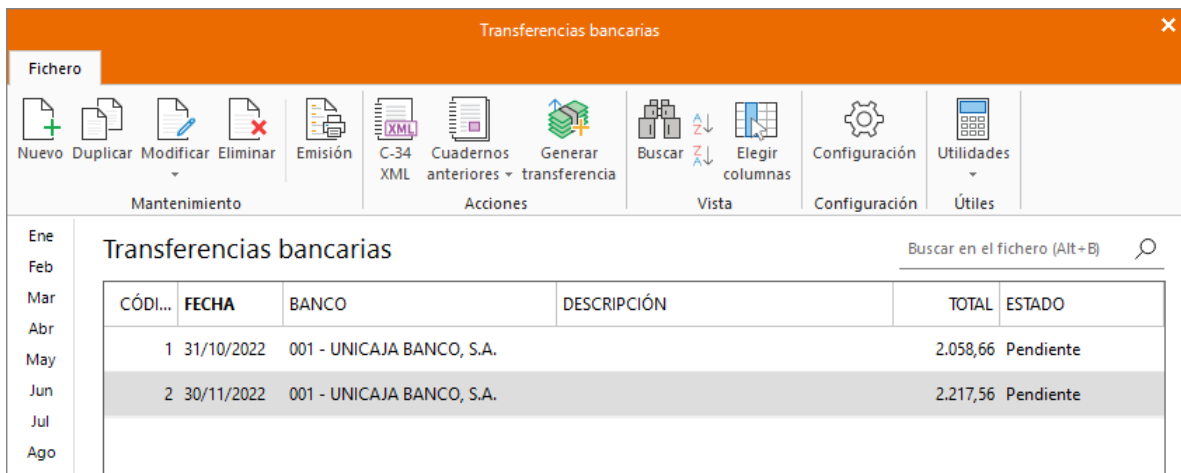 Transferencias bancarias
Fichero
Nuevo Duplicar Modificar Eliminar Emisión C-34 XML Cuadernos anteriores Generar transferencia Buscar Elegir columnas Configuración Utilidades
Mantenimiento Acciones Vista Configuración Útiles
Ene
Feb
Mar
Abr
May
Jun
Jul
Ago
Transferencias bancarias
Buscar en el fichero (Alt+B)
CÓDI... FECHA BANCO DESCRIPCIÓN TOTAL ESTADO
1 31/10/2022 001 - UNICAJA BANCO, S.A. 2.058,66 Pendiente
2 30/11/2022 001 - UNICAJA BANCO, S.A. 2.217,56 Pendiente